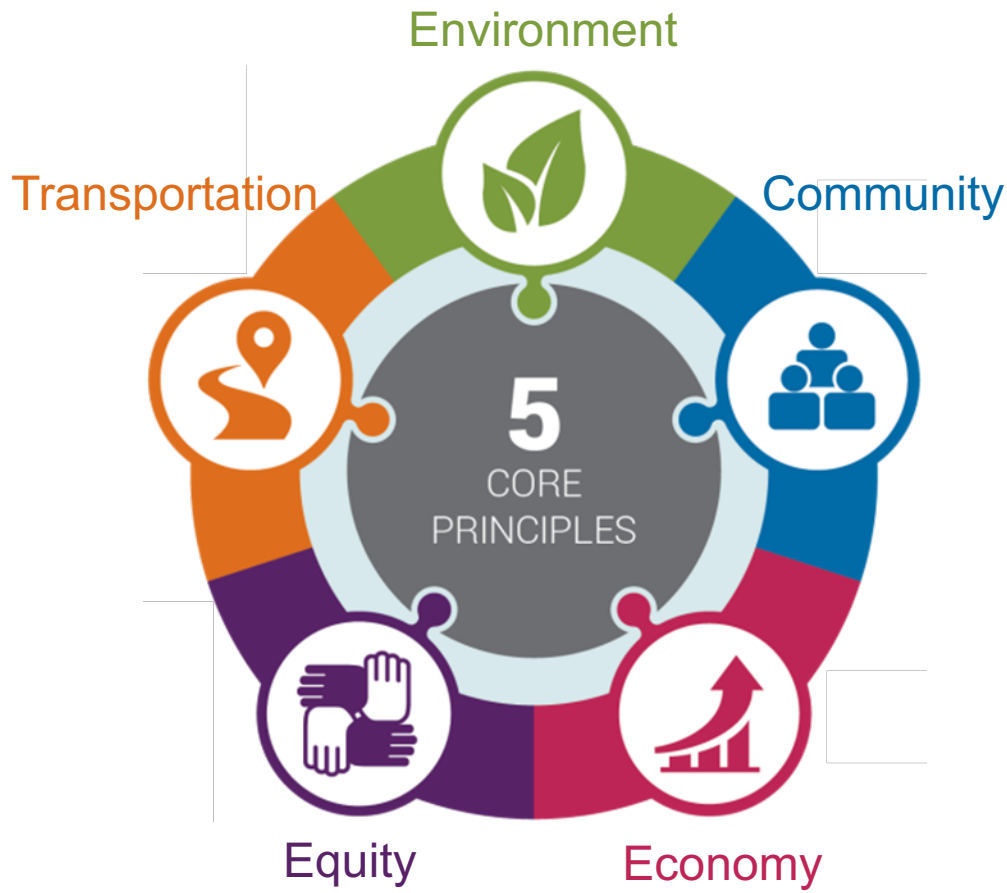 Environment
Transportation
Community
5
CORE
PRINCIPLES
Equity
Economy